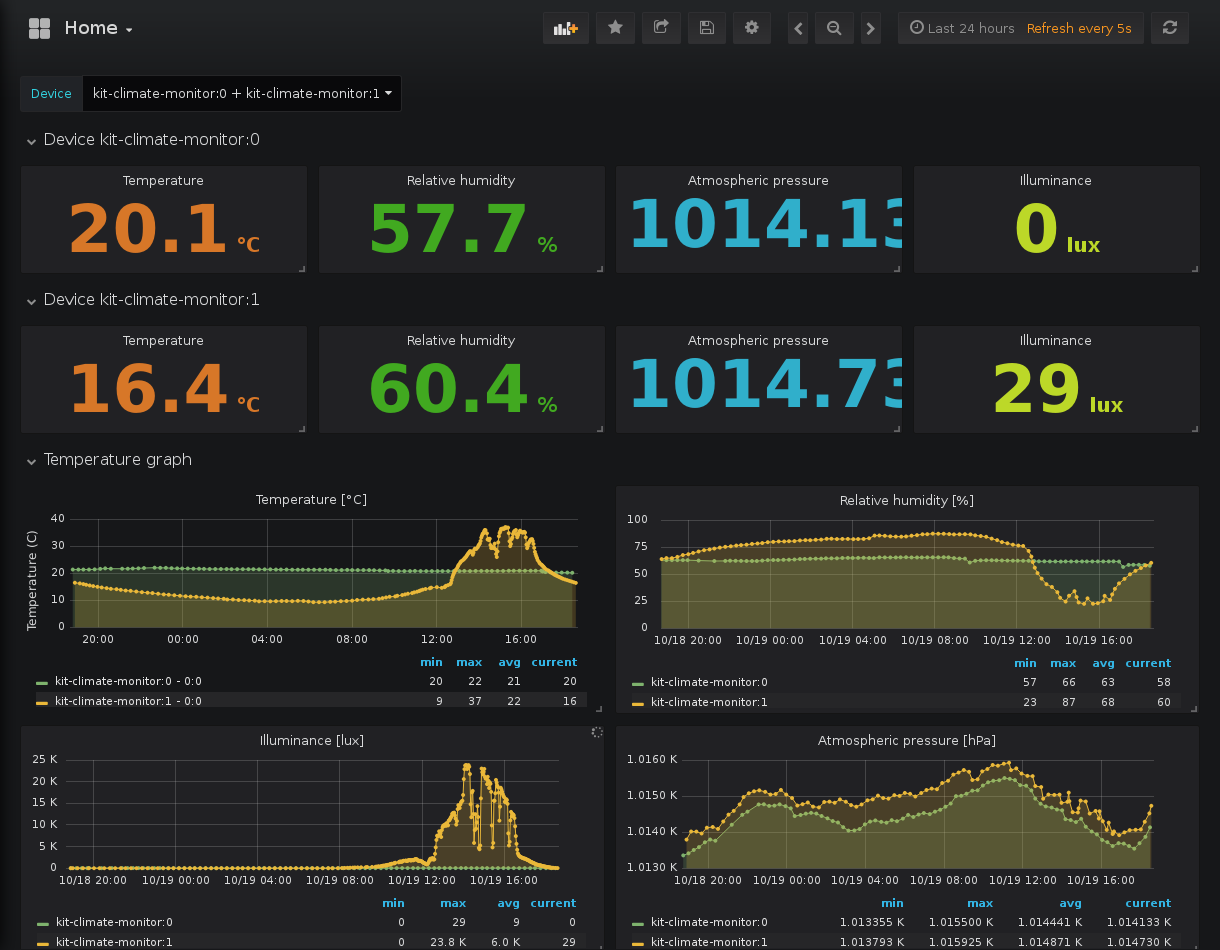 Home
Last 24 hours Refresh every 5s
Device kit-climate-monitor:0 + kit-climate-monitor:1
Device kit-climate-monitor:0
Temperature Relative humidity Atmospheric pressure Illuminance
20.1 °C 57.7 % 1014.13 0 lux
Device kit-climate-monitor:1
Temperature Relative humidity Atmospheric pressure Illuminance
16.4 °C 60.4 % 1014.73 29 lux
Temperature graph
Temperature [°C]
Temperature (C)
40
30
20
10
0
20:00 00:00 04:00 08:00 12:00 16:00
min max avg current
kit-climate-monitor:0 - 0:0 20 22 21 20
kit-climate-monitor:1 - 0:0 9 37 22 16
Relative humidity [%]
100
75
50
25
0
10/18 20:00 10/19 00:00 10/19 04:00 10/19 08:00 10/19 12:00 10/19 16:00
min max avg current
kit-climate-monitor:0 57 66 63 58
kit-climate-monitor:1 23 87 68 60
Illuminance [lux]
25 K
20 K
15 K
10 K
5 K
0
10/18 20:00 10/19 00:00 10/19 04:00 10/19 08:00 10/19 12:00 10/19 16:00
min max avg current
kit-climate-monitor:0 0 29 9 0
kit-climate-monitor:1 0 23.8 K 6.0 K 29
Atmospheric pressure [hPa]
1.0160 K
1.0150 K
1.0140 K
1.0130 K
10/18 20:00 10/19 00:00 10/19 04:00 10/19 08:00 10/19 12:00 10/19 16:00
min max avg current
kit-climate-monitor:0 1.013355 K 1.015500 K 1.014441 K 1.014133 K
kit-climate-monitor:1 1.013793 K 1.015925 K 1.014871 K 1.014730 K